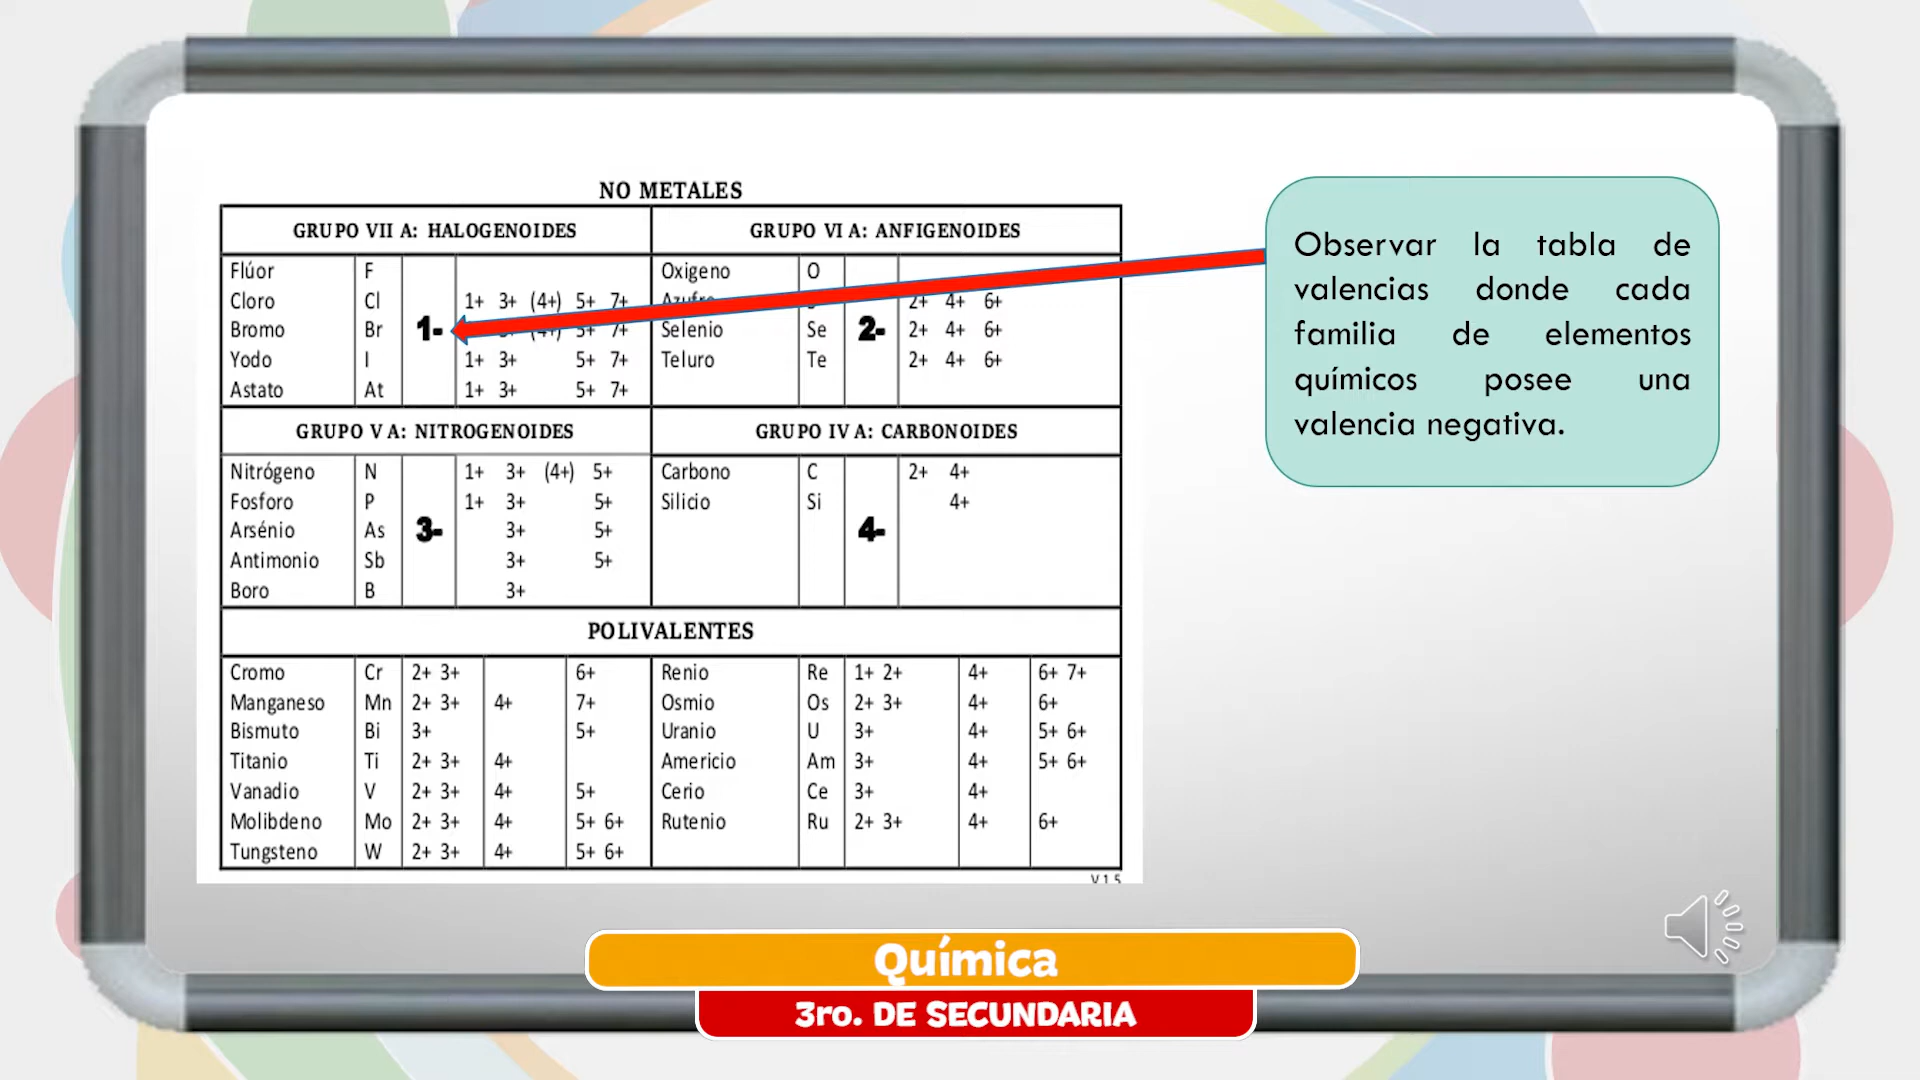 NO METALES
GRUPO VII A: HALOGENOIDES
Flúor F
Cloro Cl 1+ 3+ (4+) 5+ 7+
Bromo Br 1- (4+) 5+ 7+
Yodo I 1+ 3+ 5+ 7+
Astato At 1+ 3+ 5+ 7+
GRUPO VI A: ANFIGENOIDES
Oxigeno O
2+ 4+ 6+
Selenio Se 2- 2+ 4+ 6+
Teluro Te 2+ 4+ 6+
GRUPO V A: NITROGENOIDES
Nitrógeno N 1+ 3+ (4+) 5+
Fosforo P 1+ 3+ 5+
Arsénio As 3- 3+ 5+
Antimonio Sb 3+ 5+
Boro B 3+
GRUPO IV A: CARBONOIDES
Carbono C 2+ 4+
Silicio Si 4+
4-
POLIVALENTES
Cromo Cr 2+ 3+ 6+
Manganeso Mn 2+ 3+ 4+ 7+
Bismuto Bi 3+ 5+
Titanio Ti 2+ 3+ 4+
Vanadio V 2+ 3+ 4+ 5+
Molibdeno Mo 2+ 3+ 4+ 5+ 6+
Tungsteno W 2+ 3+ 4+ 5+ 6+
Renio Re 1+ 2+ 4+ 6+ 7+
Osmio Os 2+ 3+ 4+ 6+
Uranio U 3+ 4+ 5+ 6+
Americio Am 3+ 4+ 5+ 6+
Cerio Ce 3+ 4+
Rutenio Ru 2+ 3+ 4+ 6+
V 1.5
Observar la tabla de
valencias donde cada
familia de elementos
químicos posee una
valencia negativa.
Química
3ro. DE SECUNDARIA